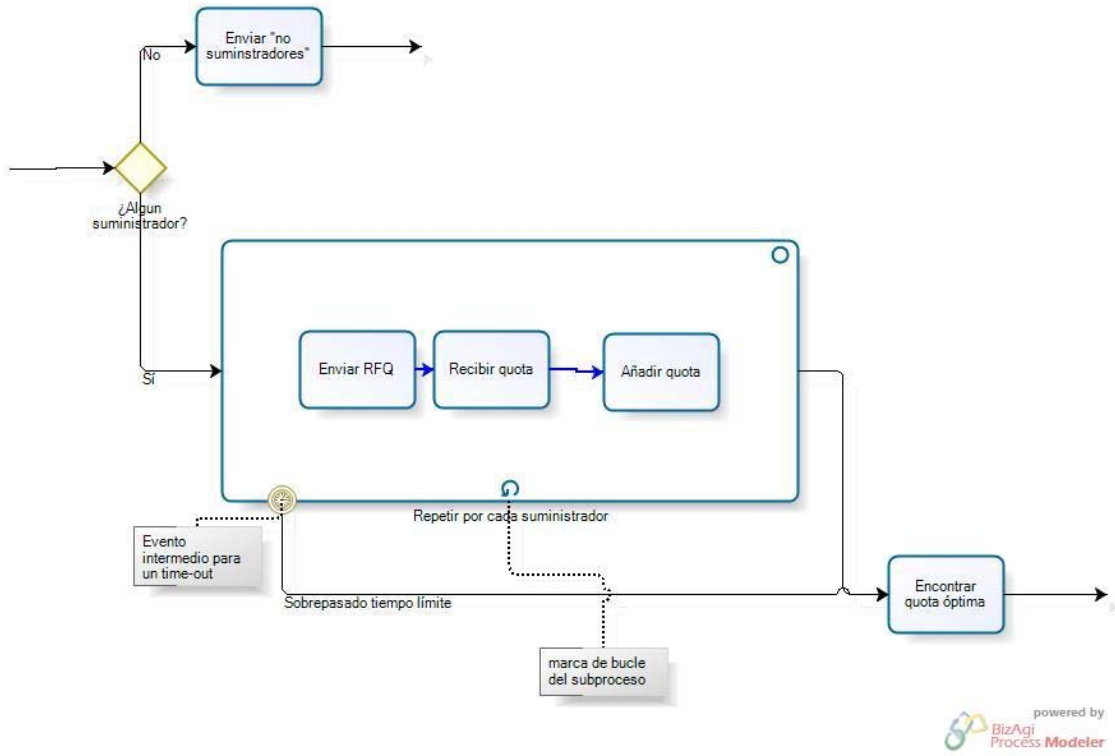 Enviar "no
suminstradores"
No
¿Algun
suministrador?
Sí
Enviar RFQ
Recibir quota
Añadir quota
Repetir por cada suministrador
Evento
intermedio para
un time-out
Sobrepasado tiempo límite
Encontrar
quota óptima
marca de bucle
del subproceso
powered by
BizAgi
Process Modeler